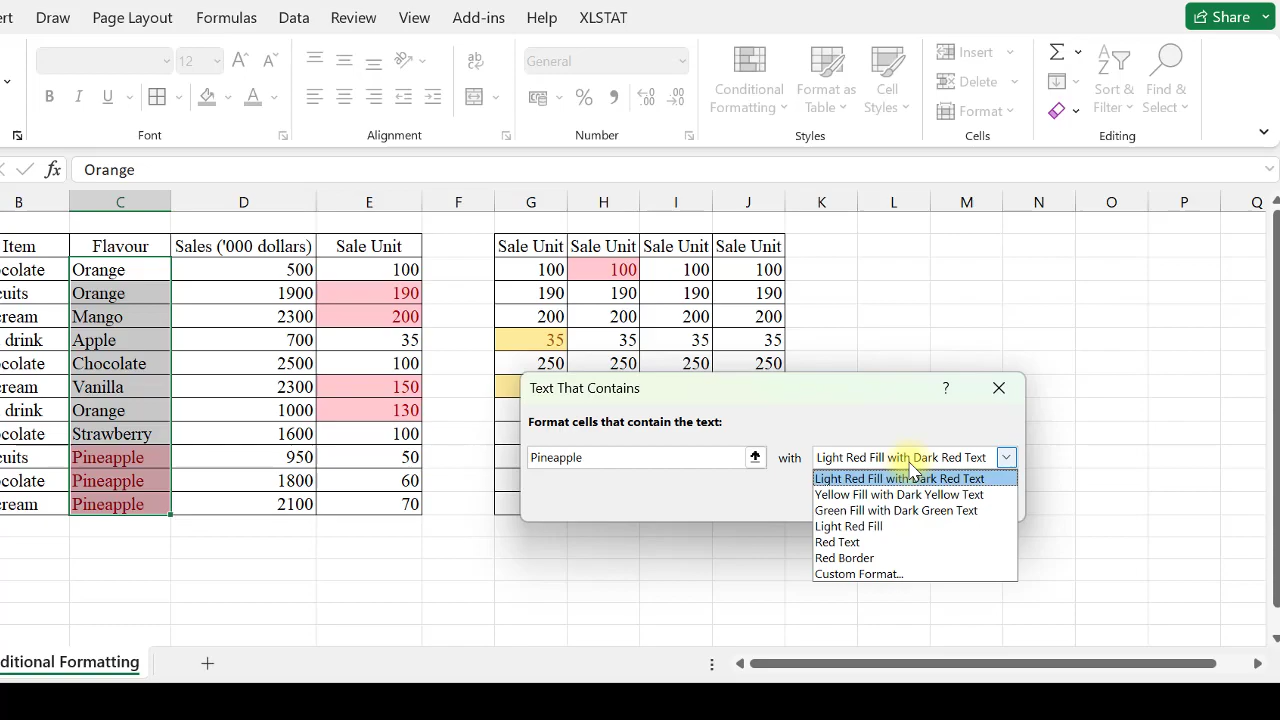 ert Draw Page Layout Formulas Data Review View Add-ins Help XLSTAT Share
12 A A ab General Conditional Formatting Format as Table Cell Styles Insert Delete Format Sort & Filter Find & Select
B I U A % 
Font Alignment Number Styles Cells Editing
fx Orange
B C D E F G H I J K L M N O P Q
Item Flavour Sales ('000 dollars) Sale Unit Sale Unit Sale Unit Sale Unit Sale Unit
ocolate Orange 500 100 100 100 100 100
uits Orange 1900 190 190 190 190 190
ream Mango 2300 200 200 200 200 200
drink Apple 700 35 35 35 35 35
ocolate Chocolate 2500 100 250 250 250 250
ream Vanilla 2300 150
drink Orange 1000 130
ocolate Strawberry 1600 100
uits Pineapple 950 50
ocolate Pineapple 1800 60
ream Pineapple 2100 70
Text That Contains ?
Format cells that contain the text:
Pineapple with Light Red Fill with Dark Red Text
Light Red Fill with Dark Red Text
Yellow Fill with Dark Yellow Text
Green Fill with Dark Green Text
Light Red Fill
Red Text
Red Border
Custom Format...
ditional Formatting